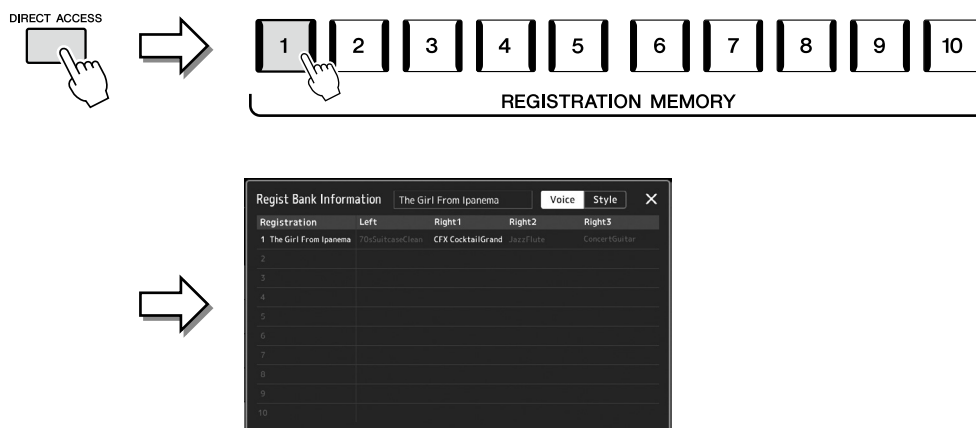 DIRECT ACCESS
1 2 3 4 5 6 7 8 9 10
REGISTRATION MEMORY
Regist Bank Information The Girl From Ipanema Voice Style X
Registration Left Right1 Right2 Right3
1 The Girl From Ipanema 70sSuitcaseClean CFX CocktailGrand JazzFlute ConcertGuitar
2
3
4
5
6
7
8
9
10